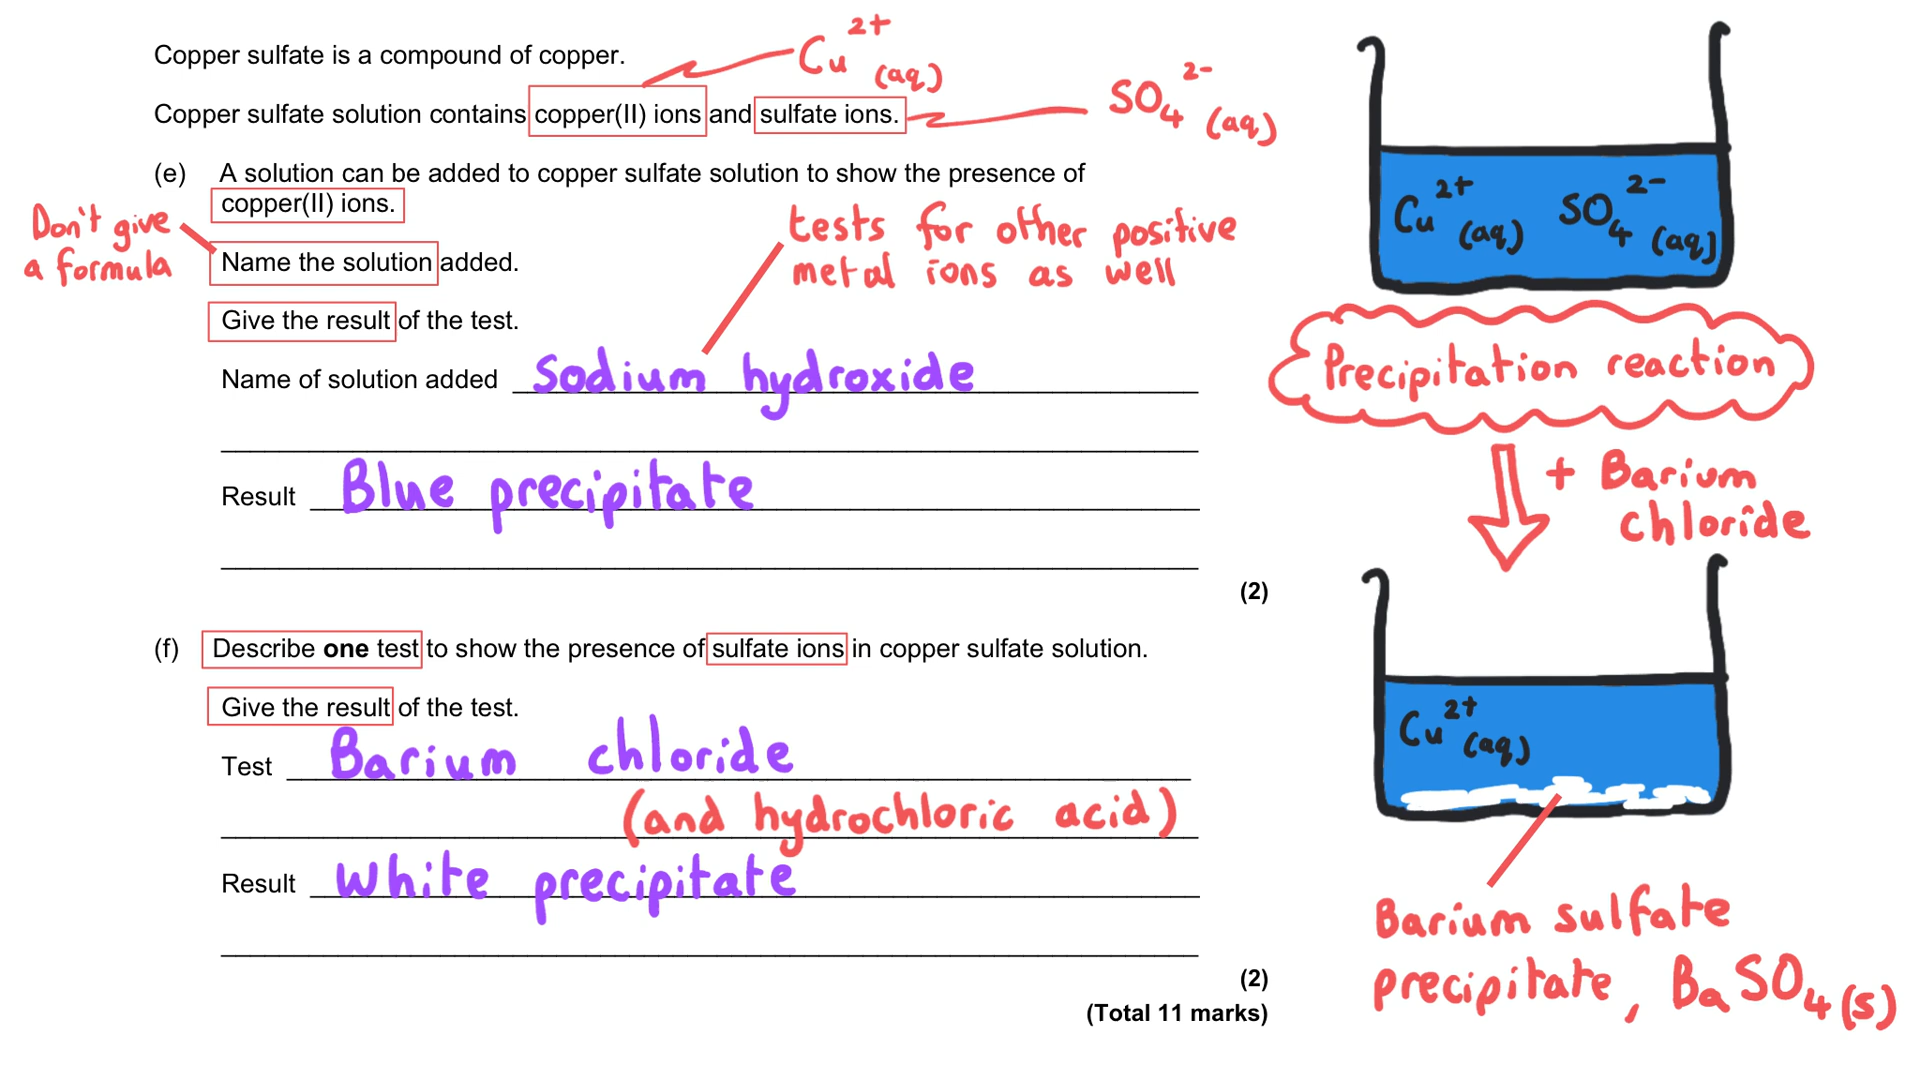 Copper sulfate is a compound of copper.
Cu2+(aq)
Copper sulfate solution contains copper(II) ions and sulfate ions.
SO4 2-(aq)
(e) A solution can be added to copper sulfate solution to show the presence of
copper(II) ions.
Don't give
a formula
Name the solution added.
tests for other positive
metal ions as well
Give the result of the test.
Name of solution added Sodium hydroxide
Result Blue precipitate
(2)
(f) Describe one test to show the presence of sulfate ions in copper sulfate solution.
Give the result of the test.
Test Barium chloride
(and hydrochloric acid)
Result White precipitate
(2)
(Total 11 marks)
Cu2+(aq) SO4 2-(aq)
Precipitation reaction
+ Barium
chloride
Cu2+(aq)
Barium sulfate
precipitate, BaSO4(s)